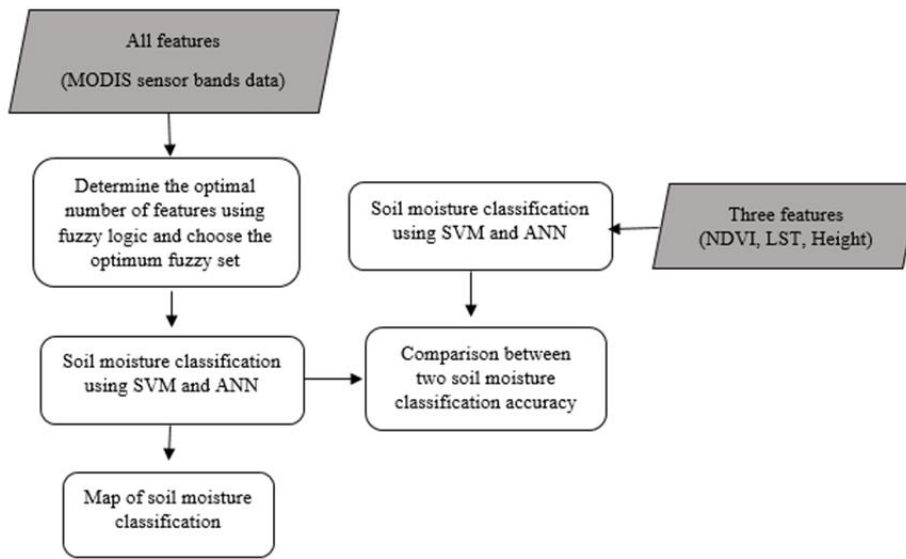 All features
(MODIS sensor bands data)
Determine the optimal
number of features using
fuzzy logic and choose the
optimum fuzzy set
Soil moisture classification
using SVM and ANN
Three features
(NDVI, LST, Height)
Soil moisture classification
using SVM and ANN
Comparison between
two soil moisture
classification accuracy
Map of soil moisture
classification